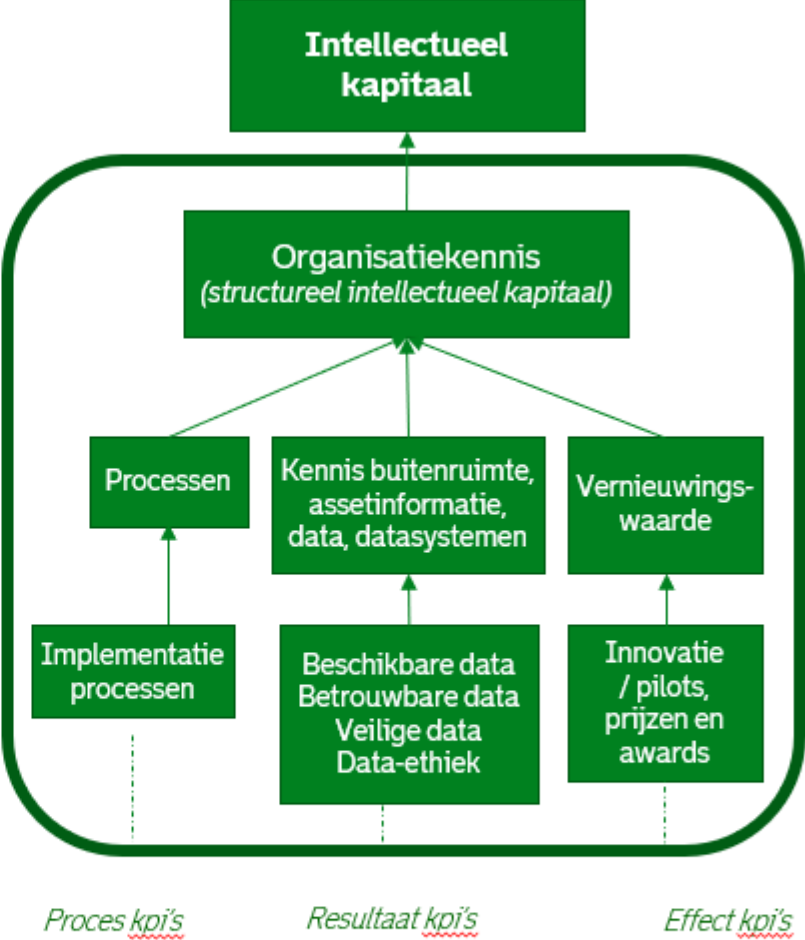 Intellectueel
kapitaal
Organisatiekennis
(structureel intellectueel kapitaal)
Processen
Kennis buitenruimte,
assetinformatie,
data, datasystemen
Vernieuwings-
waarde
Implementatie
processen
Beschikbare data
Betrouwbare data
Veilige data
Data-ethiek
Innovatie
/ pilots,
prijzen en
awards
Proces kpi's
Resultaat kpi's
Effect kpi's